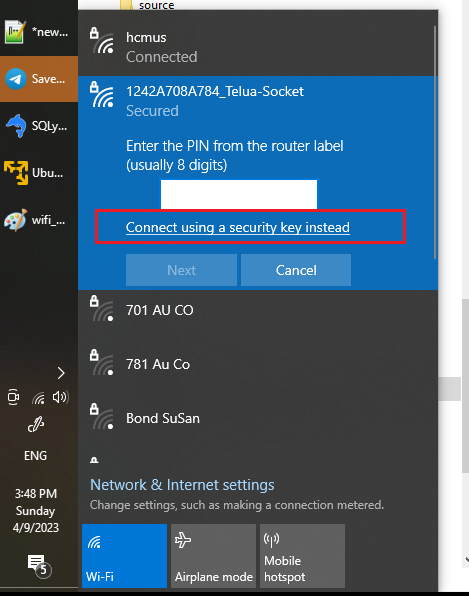 source
*new...
Save...
SQLy...
Ubu...
wifi_...
ENG
3:48 PM
Sunday
4/9/2023
5
hcmus
Connected
1242A708A784_Telua-Socket
Secured
Enter the PIN from the router label
(usually 8 digits)
Connect using a security key instead
Next
Cancel
701 AU CO
781 Au Co
Bond SuSan
Network & Internet settings
Change settings, such as making a connection metered.
Wi-Fi
Airplane mode
Mobile
hotspot